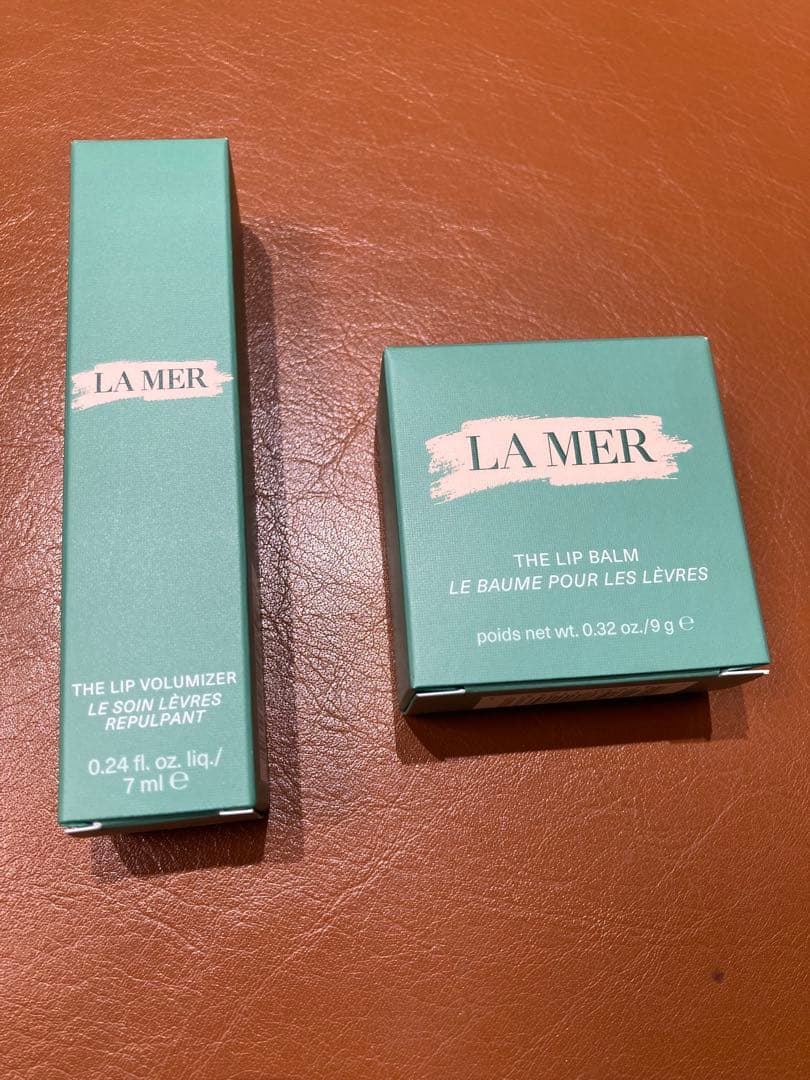 LA MER
THE LIP VOLUMIZER
LE SOIN LÈVRES
REPULPANT
0.24 fl. oz. liq./
7 ml ℮
LA MER
THE LIP BALM
LE BAUME POUR LES LÈVRES
poids net wt. 0.32 oz./9 g ℮